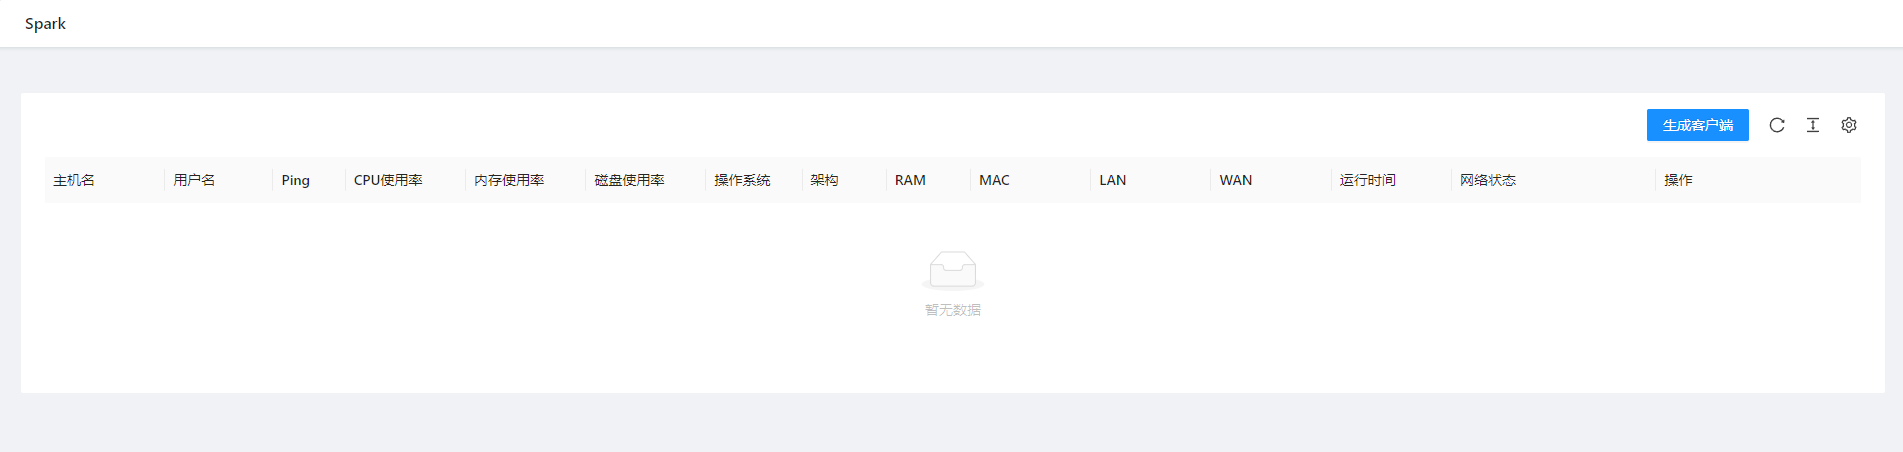 Spark
生成客户端
主机名 用户名 Ping CPU使用率 内存使用率 磁盘使用率 操作系统 架构 RAM MAC LAN WAN 运行时间 网络状态 操作
暂无数据